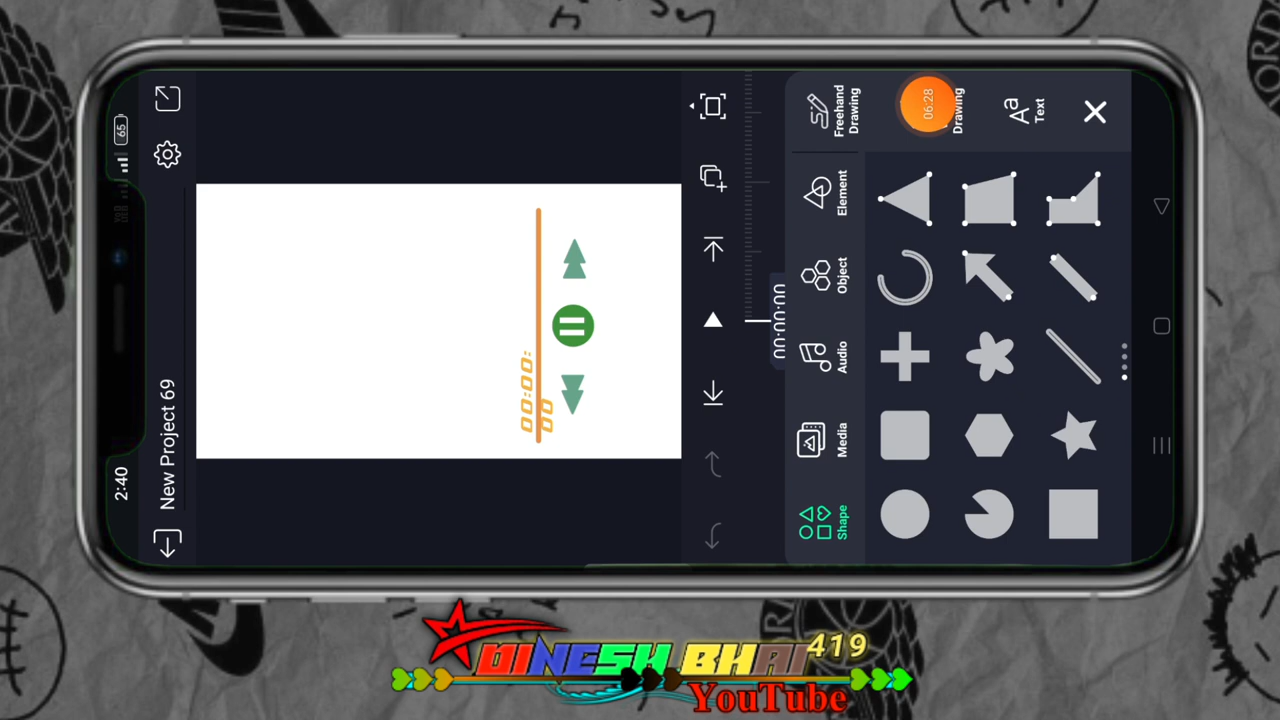 2:40
65
New Project 69
00:00:
00
00:00:00
Shape
Media
Audio
Object
Element
Freehand
Drawing
06:28
Drawing
Aa
Text
DINESH BHAI 419
YouTube